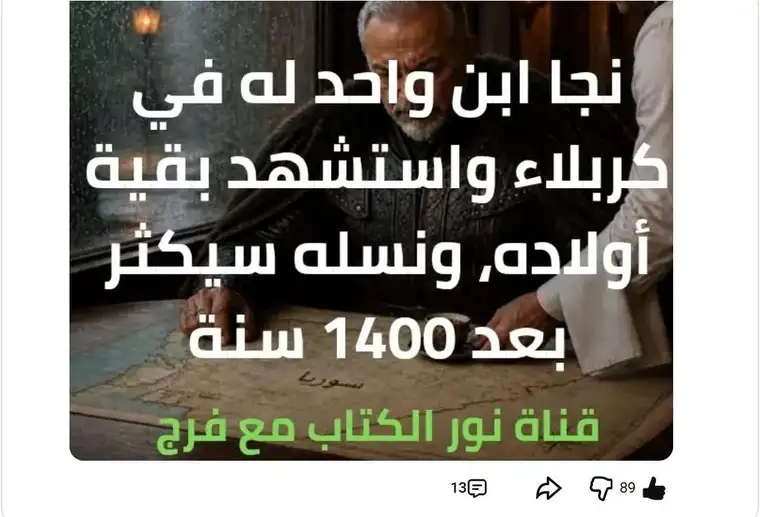 نجا ابن واحد له في
كربلاء واستشهد بقية
أولاده, ونسله سيكثر
بعد 1400 سنة
سوريا
قناة نور الكتاب مع فرج
13 89